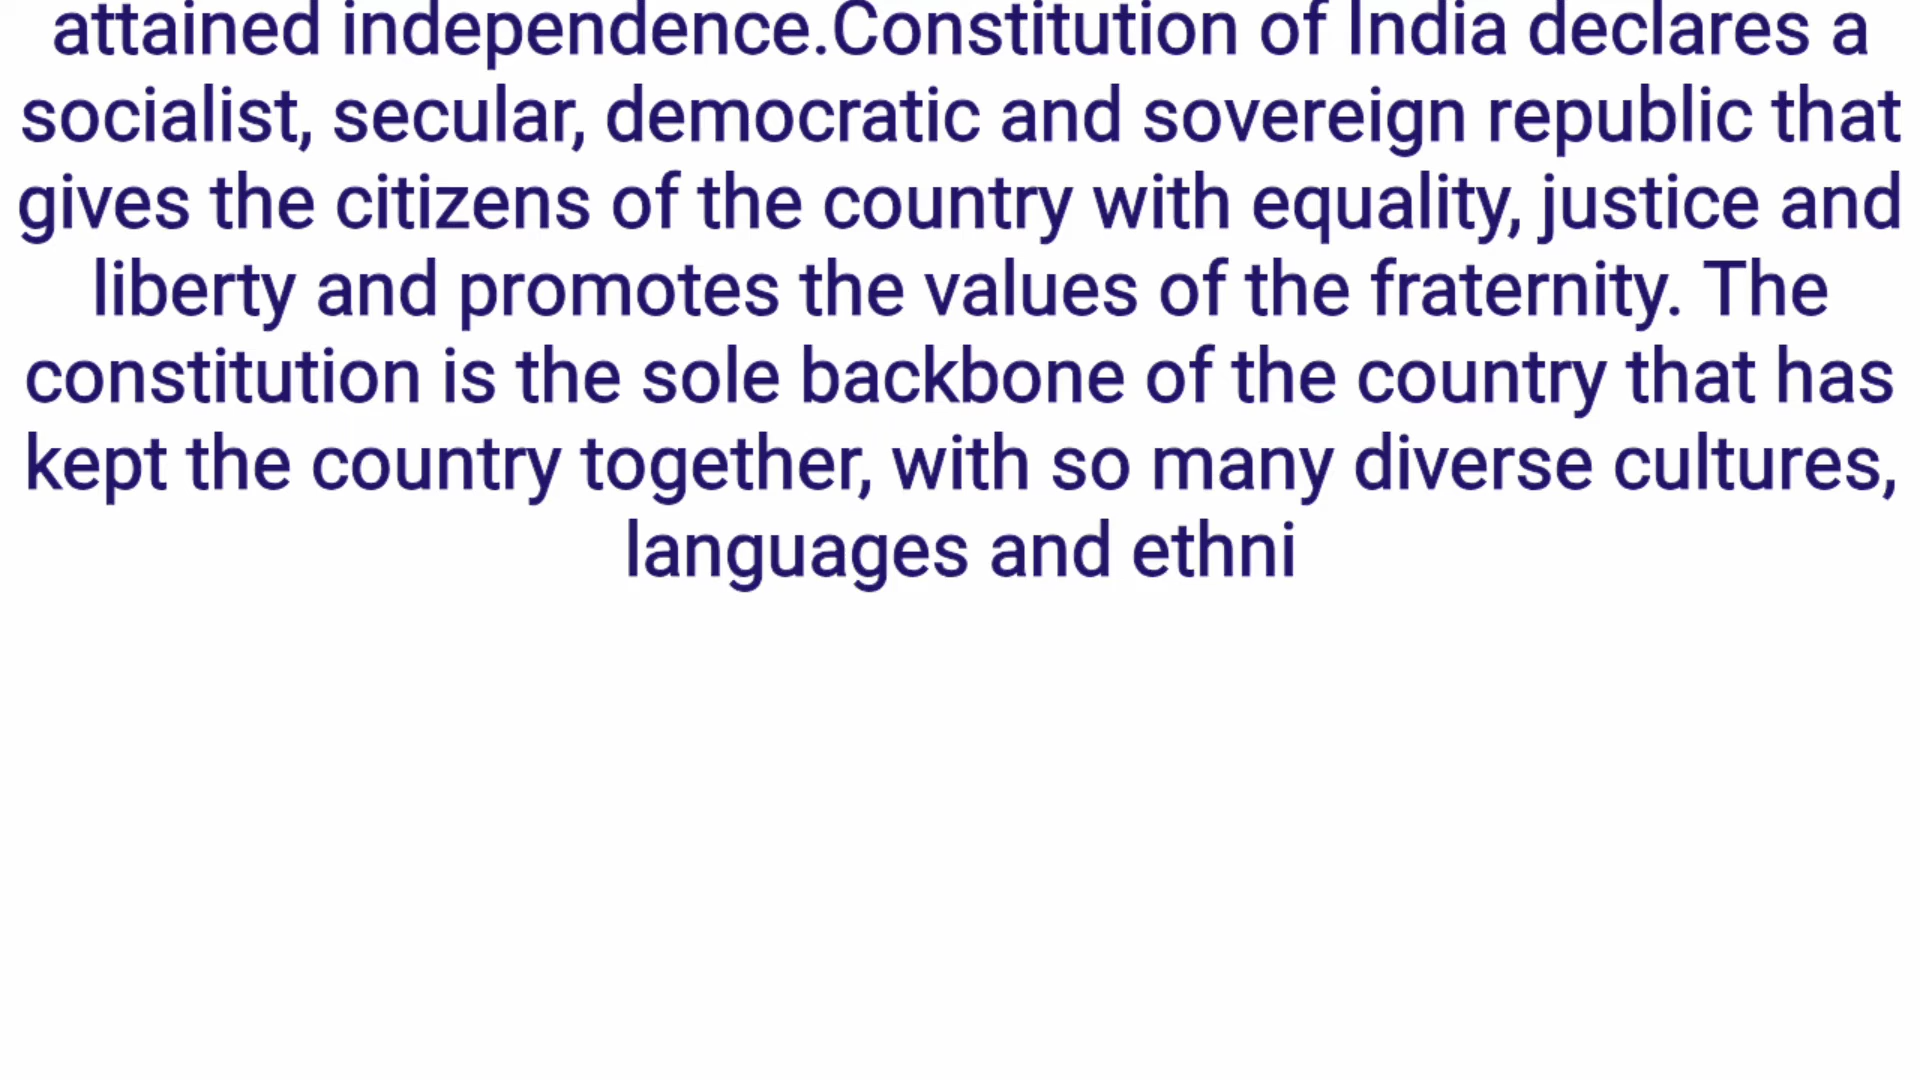 attained independence.Constitution of India declares a
socialist, secular, democratic and sovereign republic that
gives the citizens of the country with equality, justice and
liberty and promotes the values of the fraternity. The
constitution is the sole backbone of the country that has
kept the country together, with so many diverse cultures,
languages and ethni